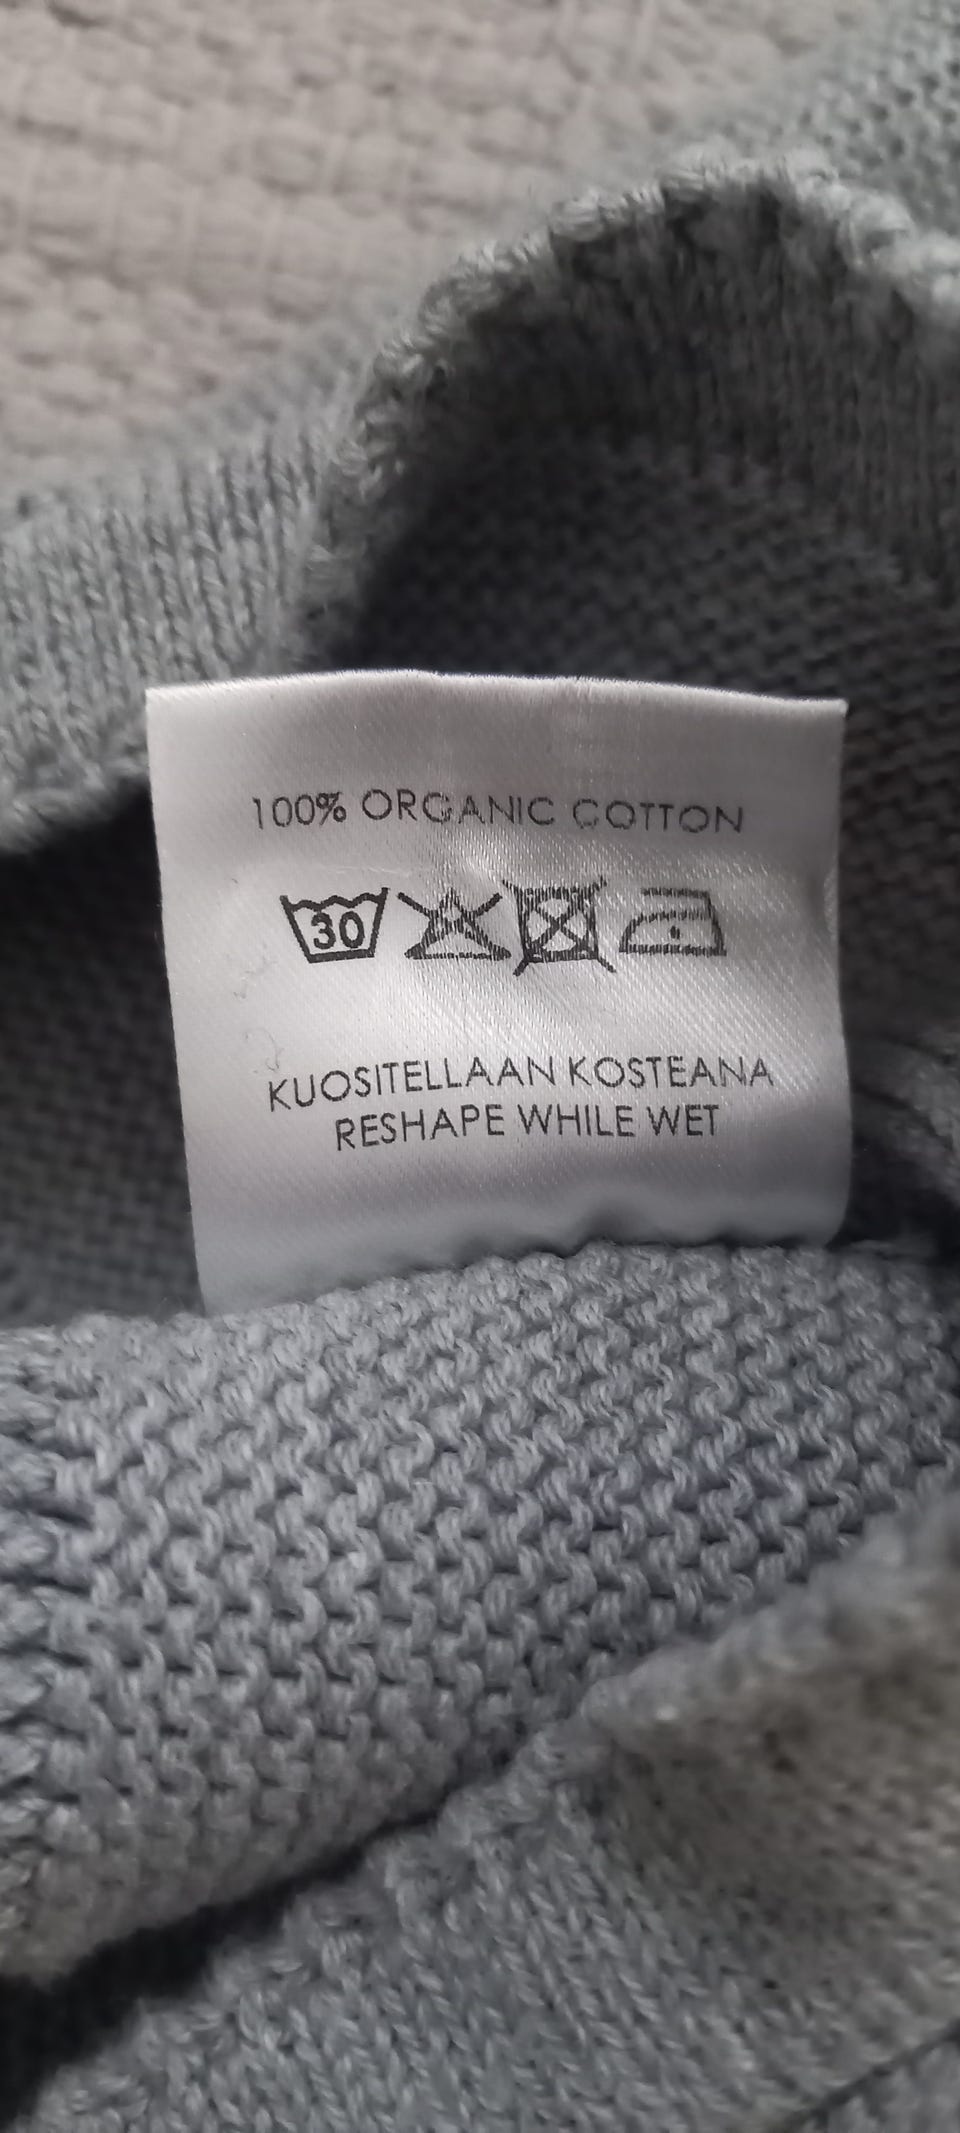 100% ORGANIC COTTON
30
KUOSITELLAAN KOSTEANA
RESHAPE WHILE WET